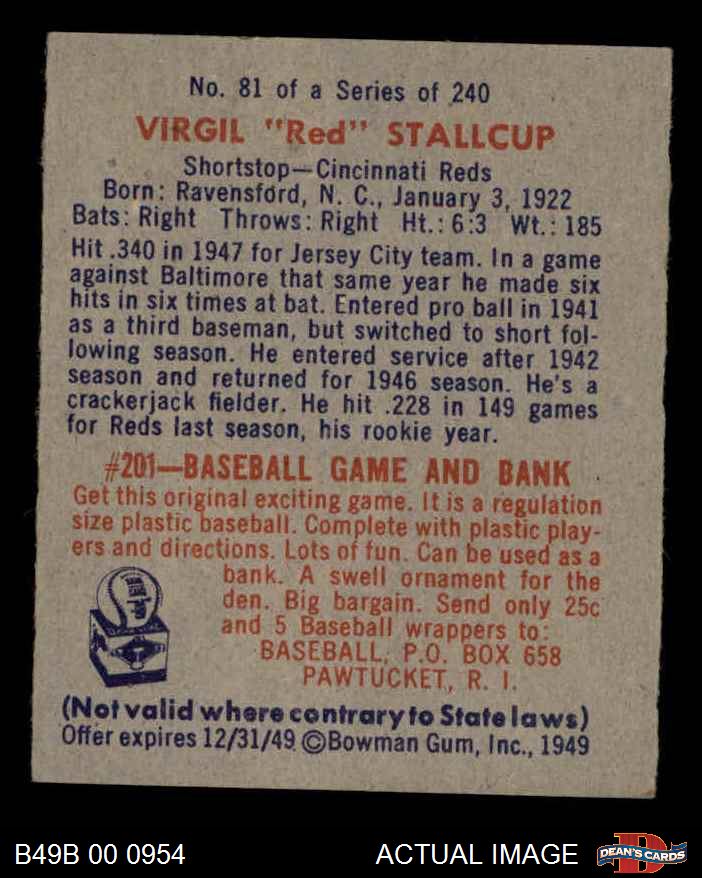 No. 81 of a Series of 240
VIRGIL "Red" STALLCUP
Shortstop—Cincinnati Reds
Born: Ravensford, N. C., January 3, 1922
Bats: Right Throws: Right Ht.: 6:3 Wt.: 185
Hit .340 in 1947 for Jersey City team. In a game
against Baltimore that same year he made six
hits in six times at bat. Entered pro ball in 1941
as a third baseman, but switched to short fol-
lowing season. He entered service after 1942
season and returned for 1946 season. He's a
crackerjack fielder. He hit .228 in 149 games
for Reds last season, his rookie year.
#201—BASEBALL GAME AND BANK
Get this original exciting game. It is a regulation
size plastic baseball. Complete with plastic play-
ers and directions. Lots of fun. Can be used as a
bank. A swell ornament for the
den. Big bargain. Send only 25c
and 5 Baseball wrappers to:
BASEBALL, P.O. BOX 658
PAWTUCKET, R. I.
(Not valid where contrary to State laws)
Offer expires 12/31/49 ©Bowman Gum, Inc., 1949
B49B 00 0954
ACTUAL IMAGE
DEAN'S CARDS